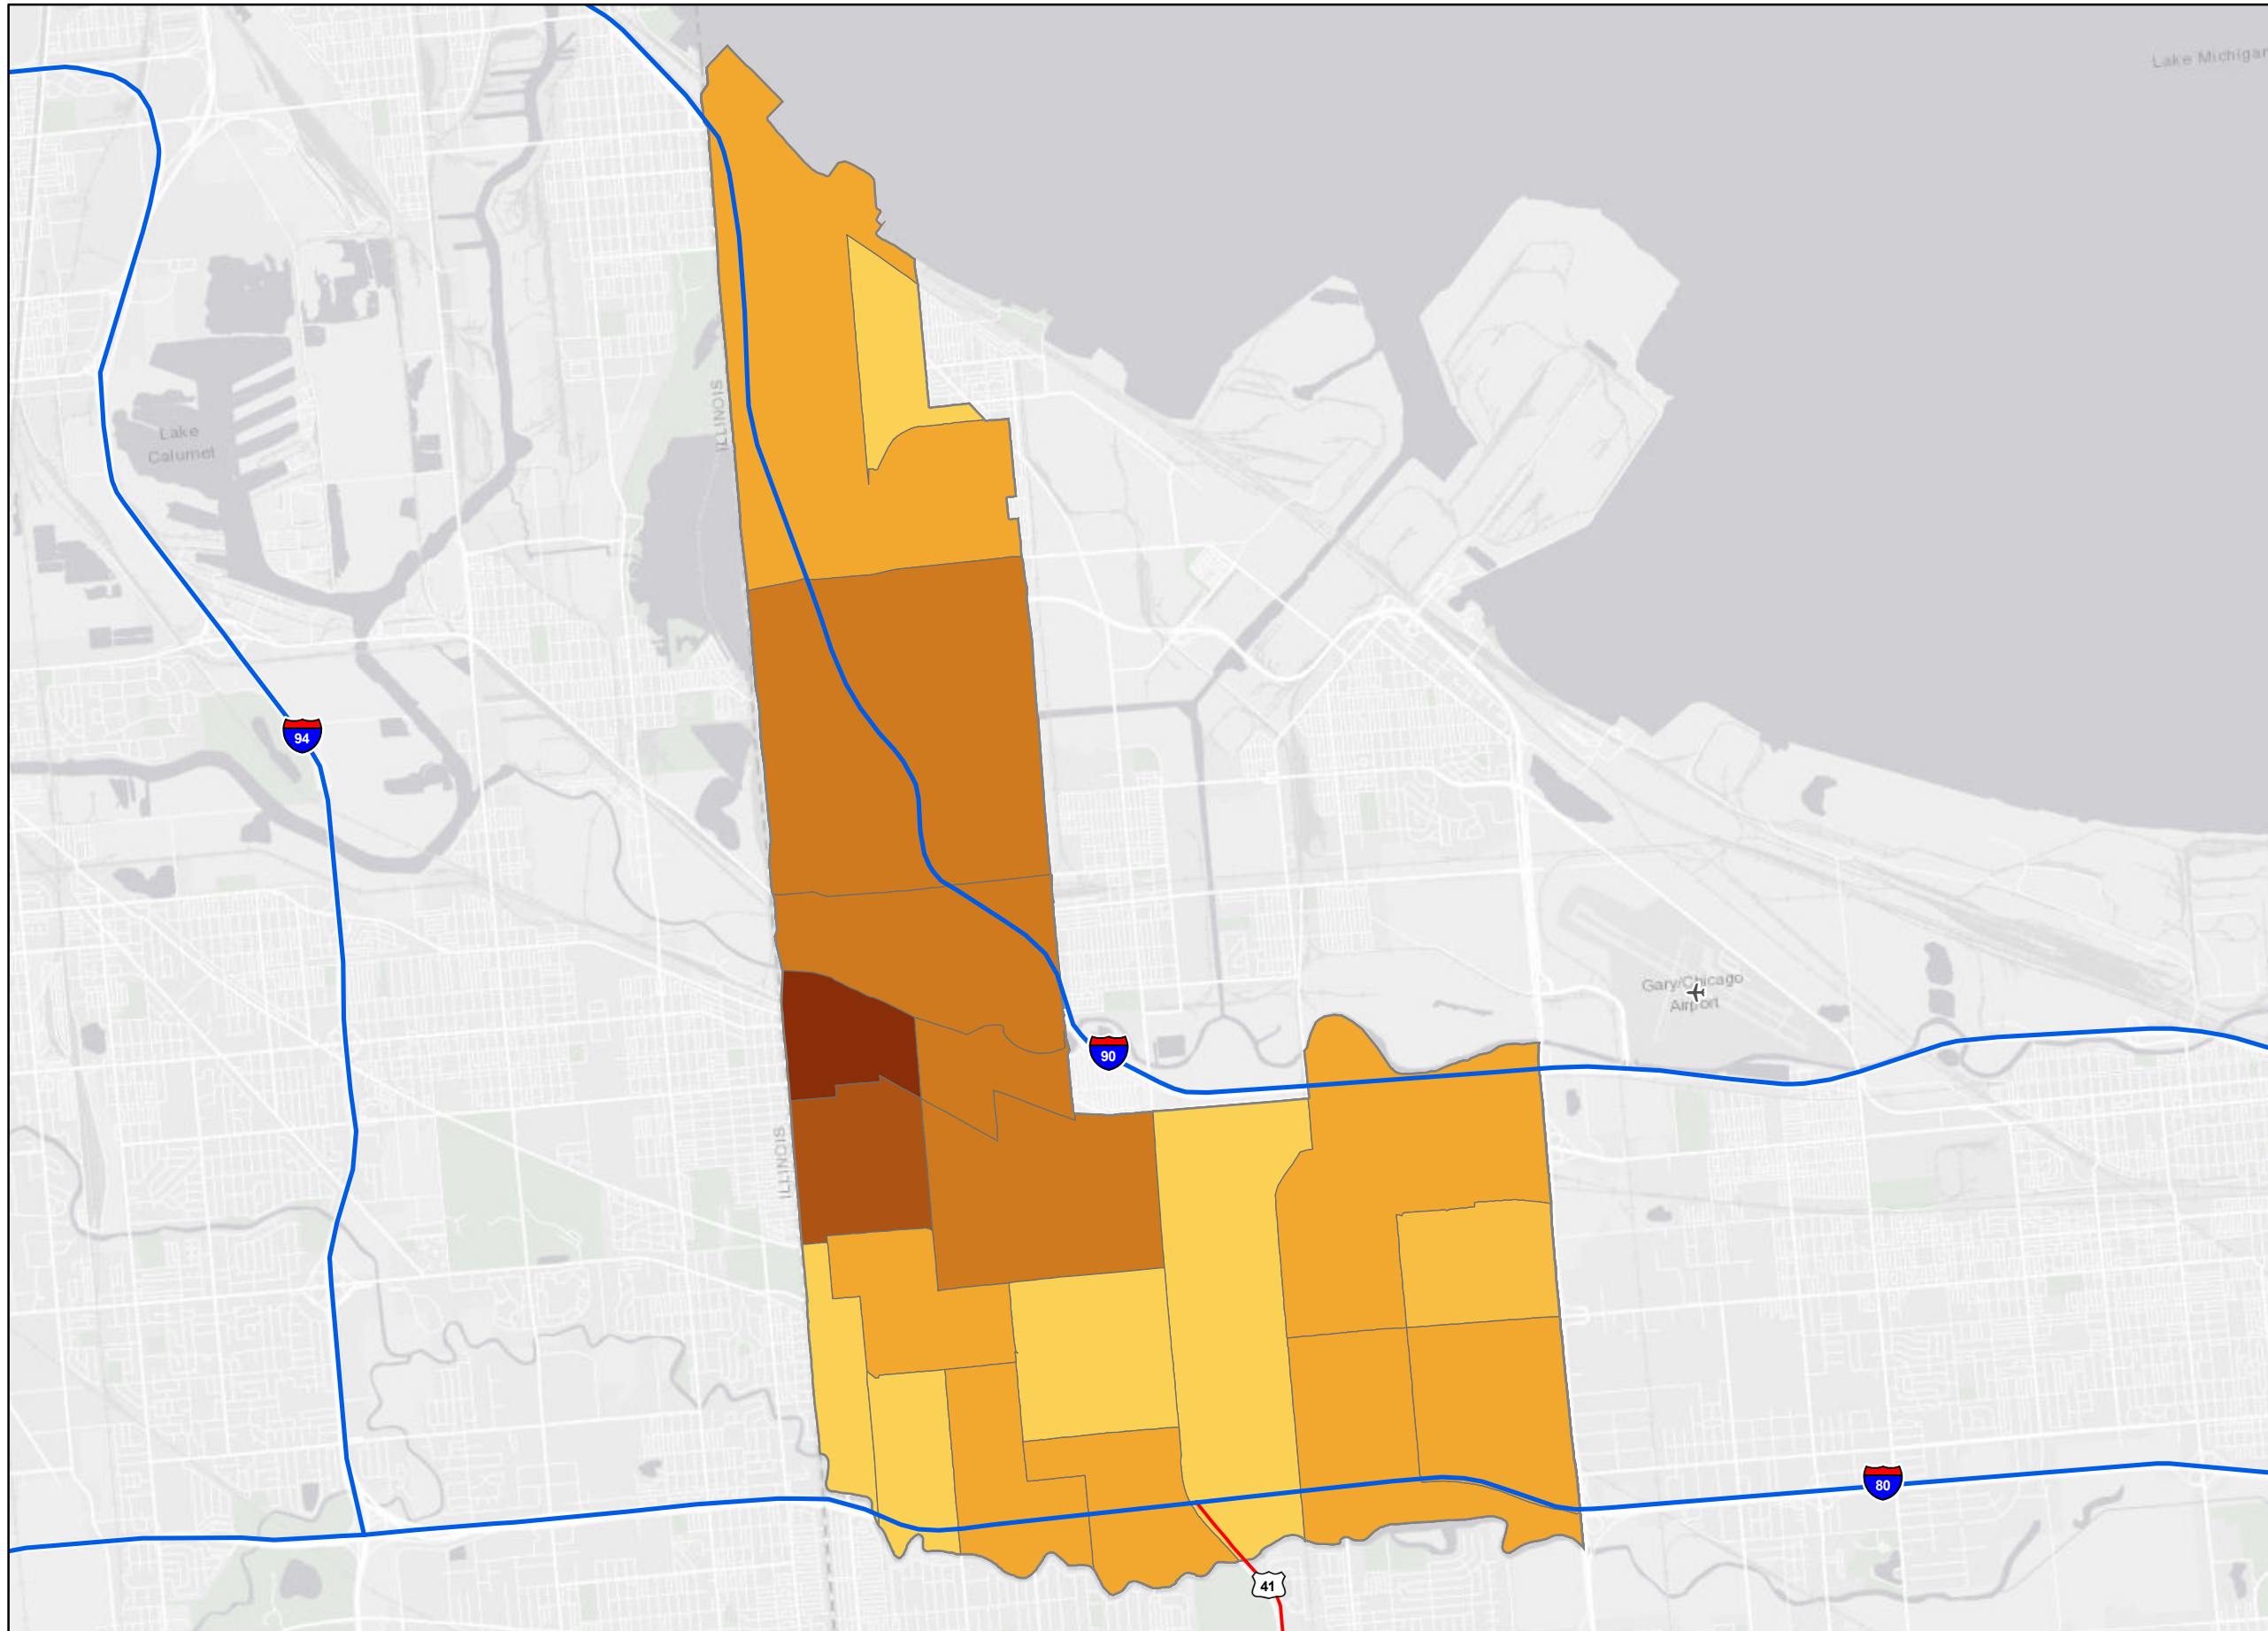 Lake Michigan
ILLINOIS
Lake
Calumet
94
Gary/Chicago
Airport
90
ILLINOIS
80
41